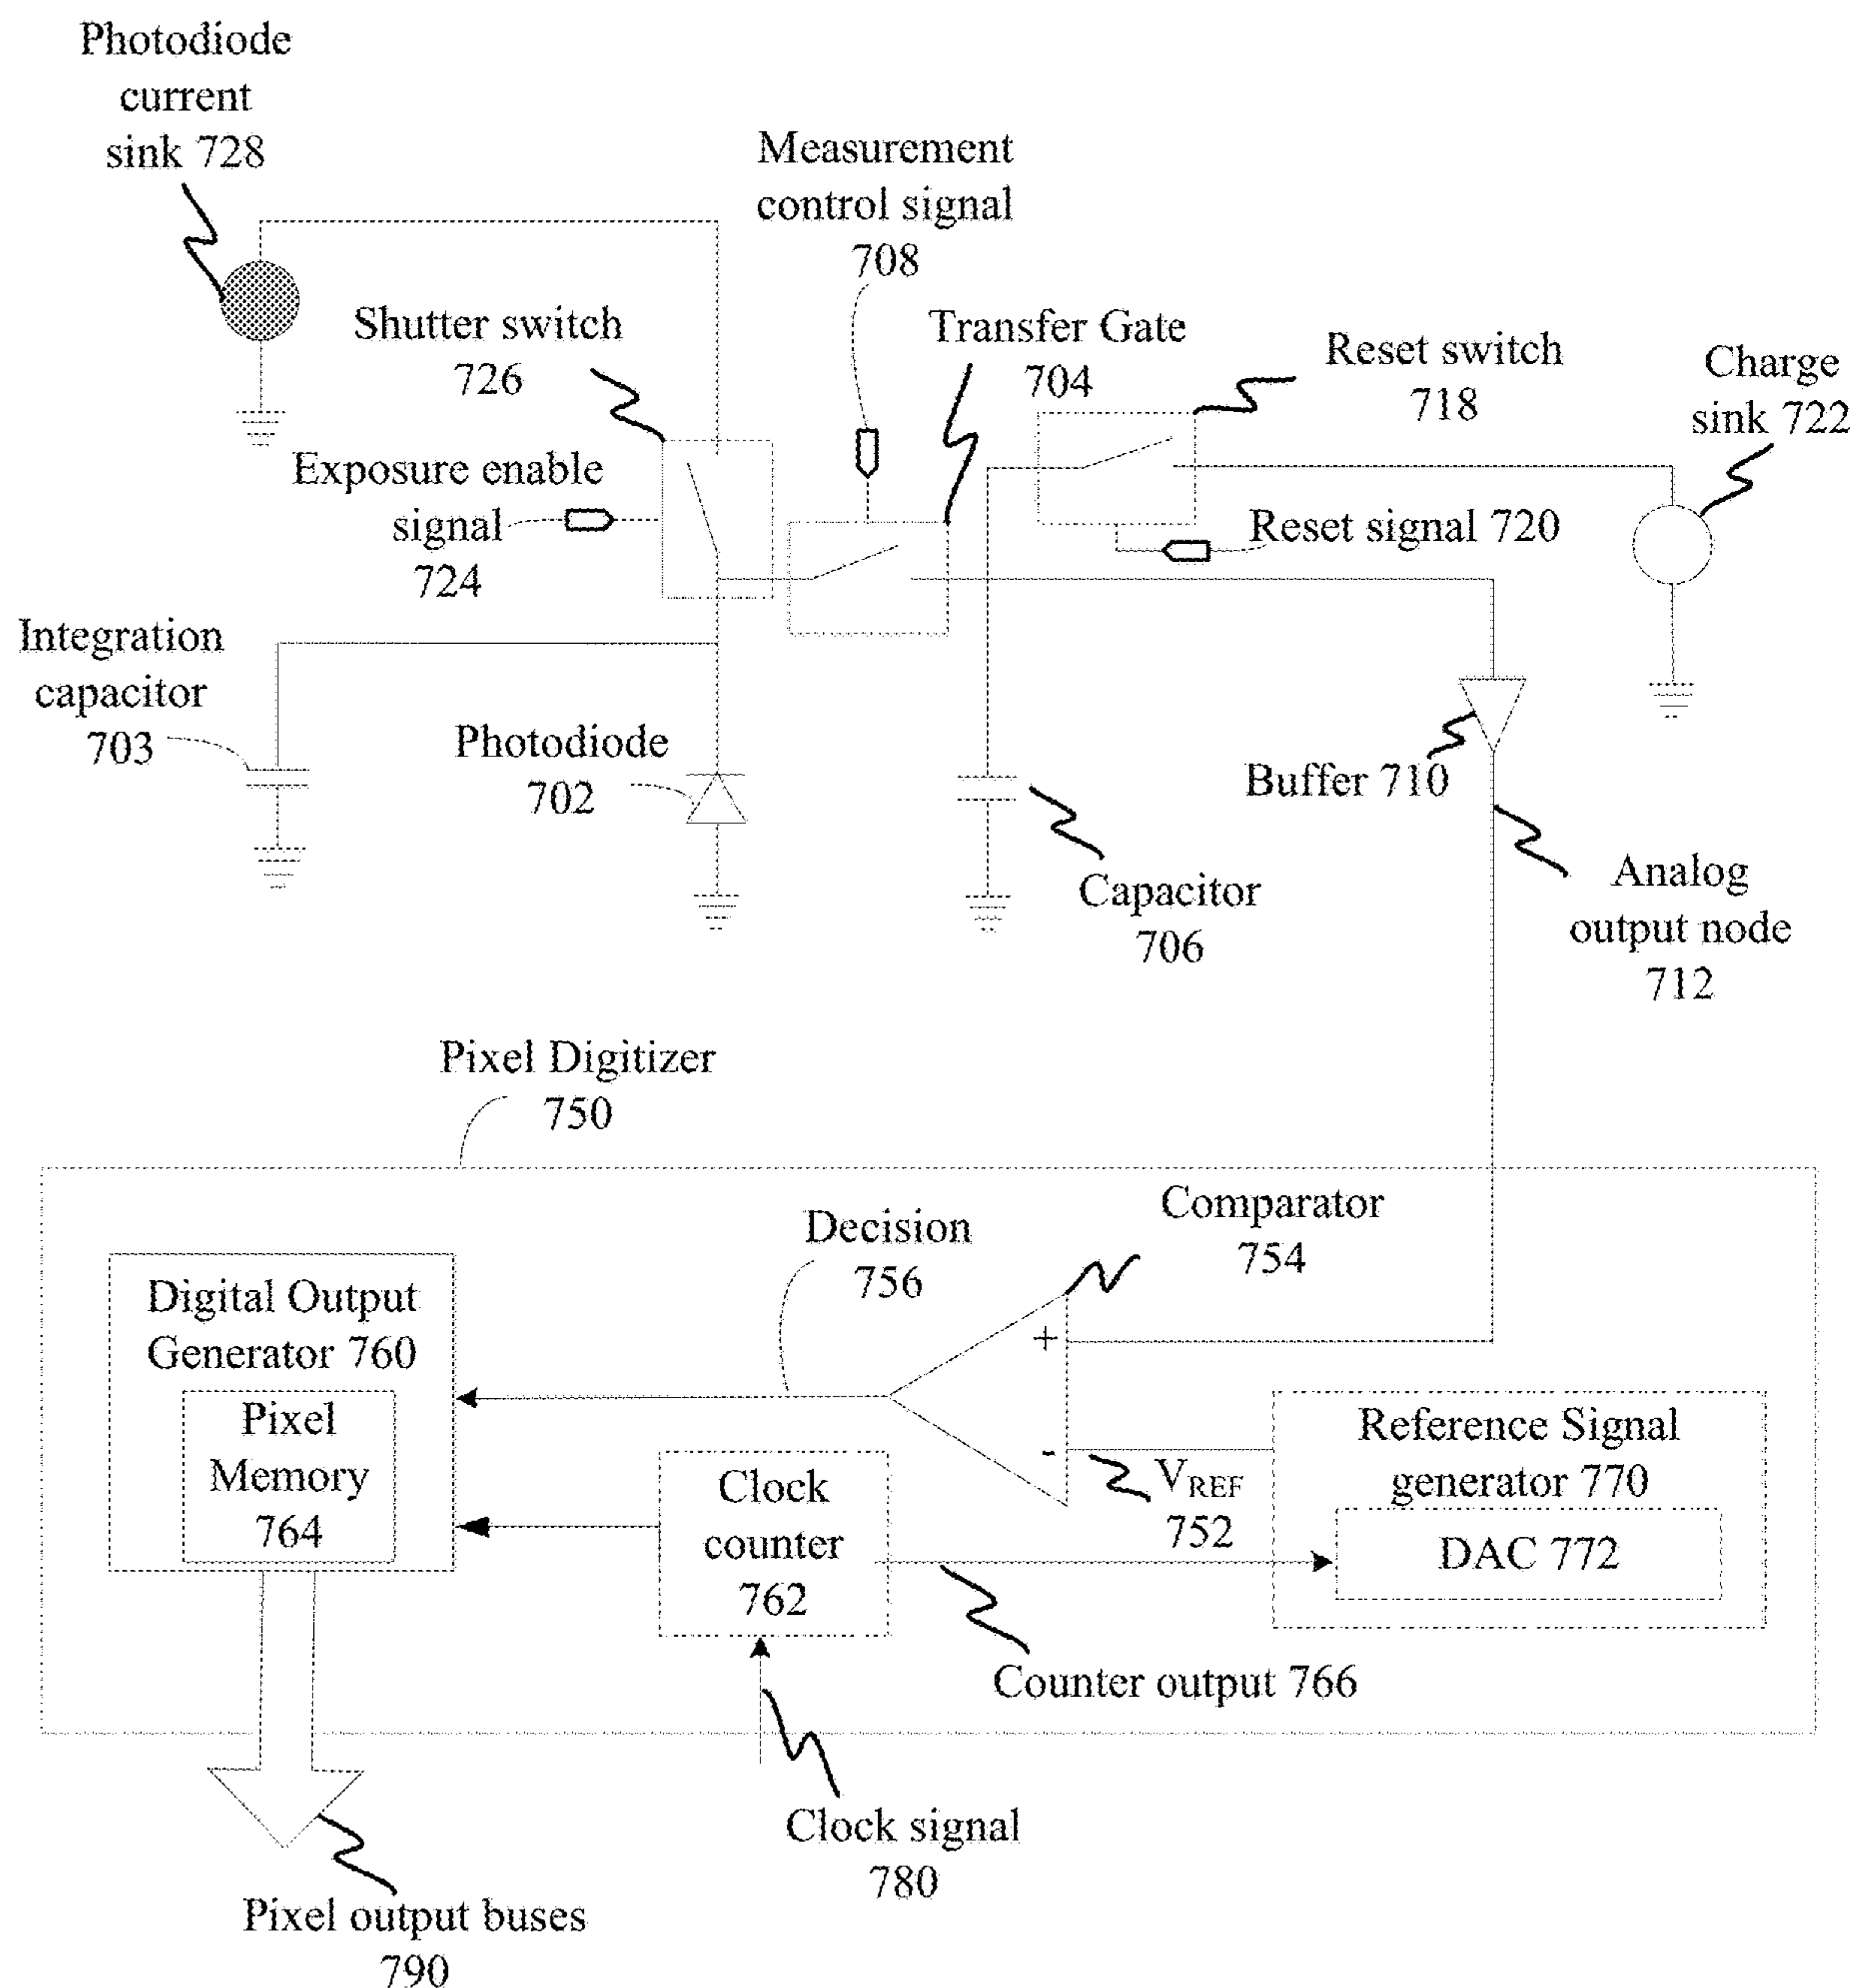 Photodiode
current
sink 728
Measurement
control signal
708
Shutter switch
726
Transfer Gate
704
Reset switch
718
Charge
sink 722
Exposure enable
signal
724
Reset signal 720
Integration
capacitor
703
Photodiode
702
Buffer 710
Capacitor
706
Analog
output node
712
Pixel Digitizer
750
Comparator
754
Decision
756
Digital Output
Generator 760
+
-
Pixel
Memory
764
Clock
counter
762
VREF
752
Reference Signal
generator 770
DAC 772
Counter output 766
Clock signal
780
Pixel output buses
790